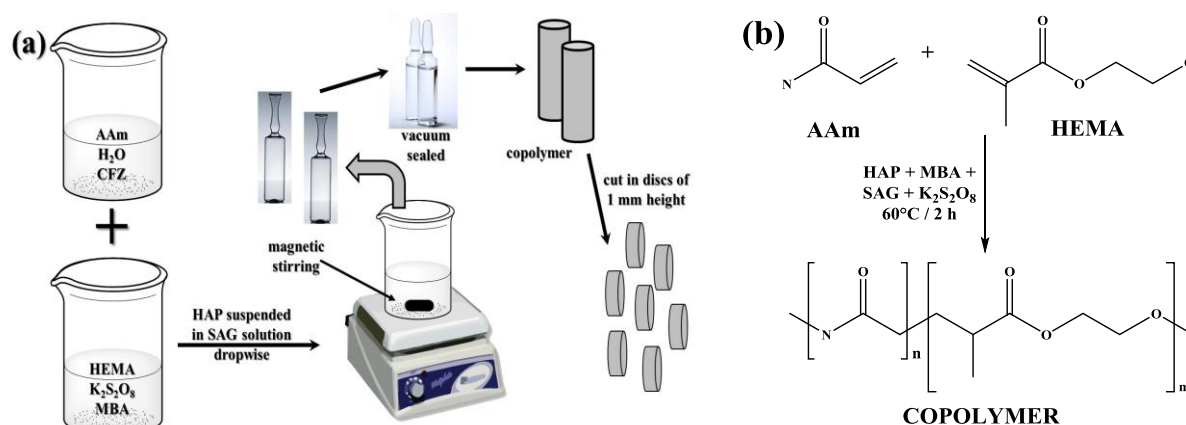 (a)
AAm
H₂O
CFZ
+
HEMA
K₂S₂O₈
MBA
HAP suspended
in SAG solution
dropwise
magnetic
stirring
vacuum
sealed
copolymer
cut in discs of
1 mm height
(b)
O
N
+
O
O
AAm
HEMA
HAP + MBA +
SAG + K₂S₂O₈
60°C / 2 h
O
N
n
O
O
O
n
COPOLYMER